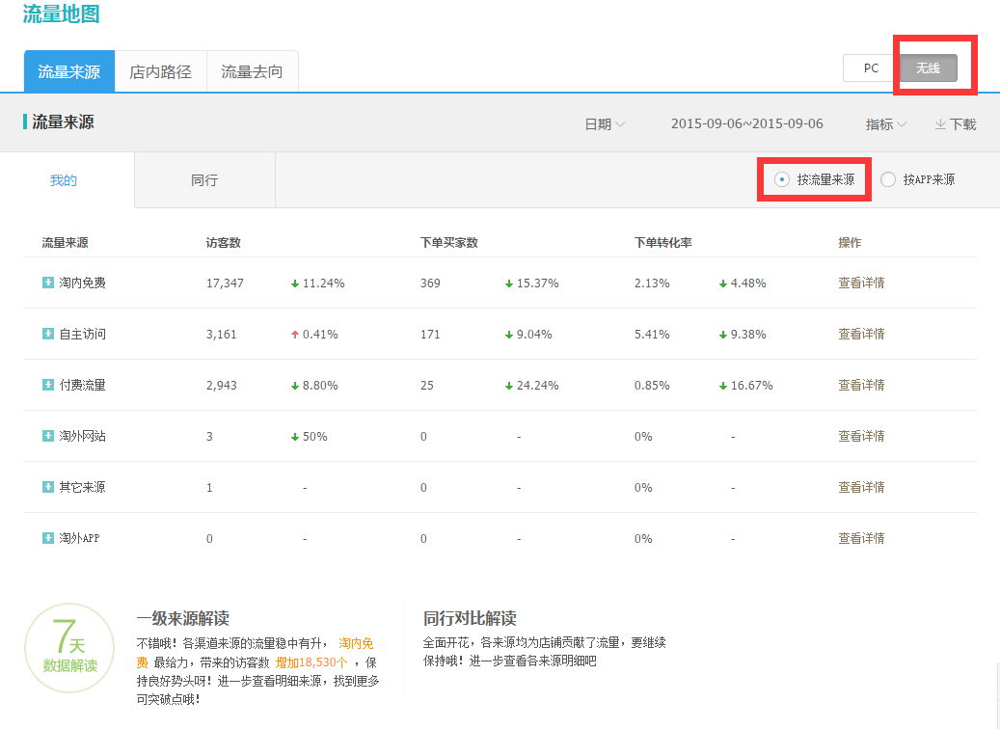 流量地图
流量来源 店内路径 流量去向 PC 无线
流量来源 日期 2015-09-06~2015-09-06 指标 下载
我的 同行 按流量来源 按APP来源
流量来源 访客数 下单买家数 下单转化率 操作
淘内免费 17,347 11.24% 369 15.37% 2.13% 4.48% 查看详情
自主访问 3,161 0.41% 171 9.04% 5.41% 9.38% 查看详情
付费流量 2,943 8.80% 25 24.24% 0.85% 16.67% 查看详情
淘外网站 3 50% 0 - 0% - 查看详情
其它来源 1 - 0 - 0% - 查看详情
淘外APP 0 - 0 - 0% - 查看详情
7天
数据解读
一级来源解读
不错哦！各渠道来源的流量稳中有升， 淘内免
费 最给力，带来的访客数 增加18,530个 ，保
持良好势头呀！进一步查看明细来源，找到更多
可突破点哦！
同行对比解读
全面开花，各来源均为店铺贡献了流量，要继续
保持哦！进一步查看各来源明细吧